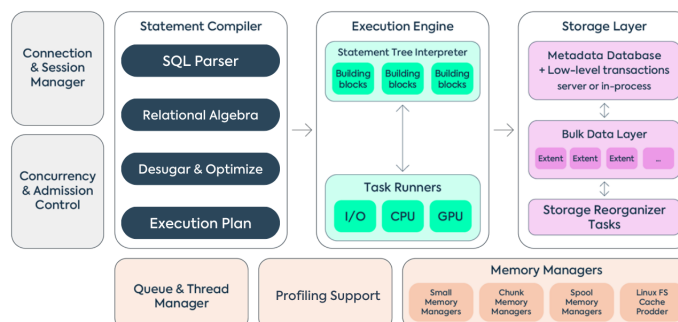 Connection
& Session
Manager
Concurrency
& Admission
Control
Statement Compiler
SQL Parser
Relational Algebra
Desugar & Optimize
Execution Plan
Execution Engine
Statement Tree Interpreter
Building
blocks
Building
blocks
Building
blocks
Task Runners
I/O
CPU
GPU
Storage Layer
Metadata Database
+ Low-level transactions
server or in-process
Bulk Data Layer
Extent
Extent
Extent
...
Storage Reorganizer
Tasks
Queue & Thread
Manager
Profiling Support
Memory Managers
Small
Memory
Managers
Chunk
Memory
Managers
Spool
Memory
Managers
Linux FS
Cache
Prodder